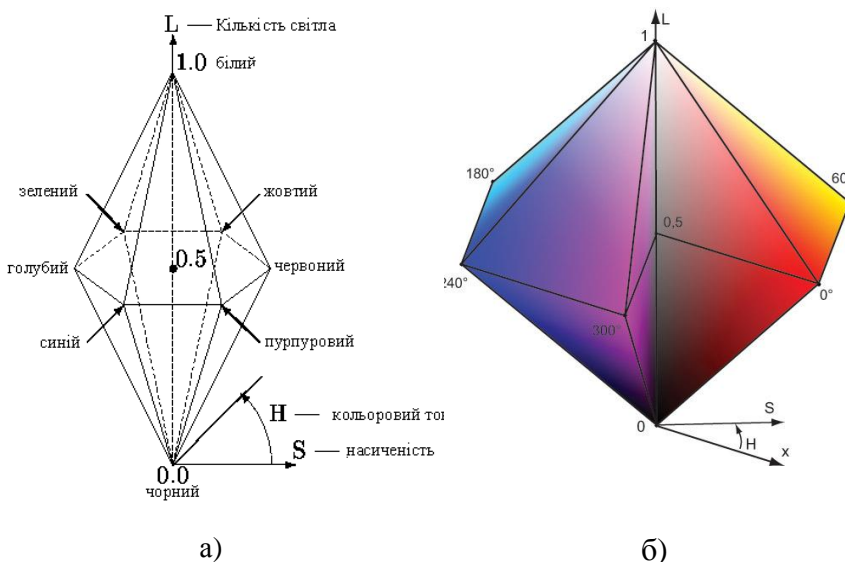 L — Кількість світла
1.0 білий
зелений
жовтий
0.5
голубий
червоний
синій
пурпуровий
H — кольоровий тон
S — насиченість
0.0
чорний
а)
L
1
180°
60
0,5
240°
0°
300°
0
S
H
x
б)